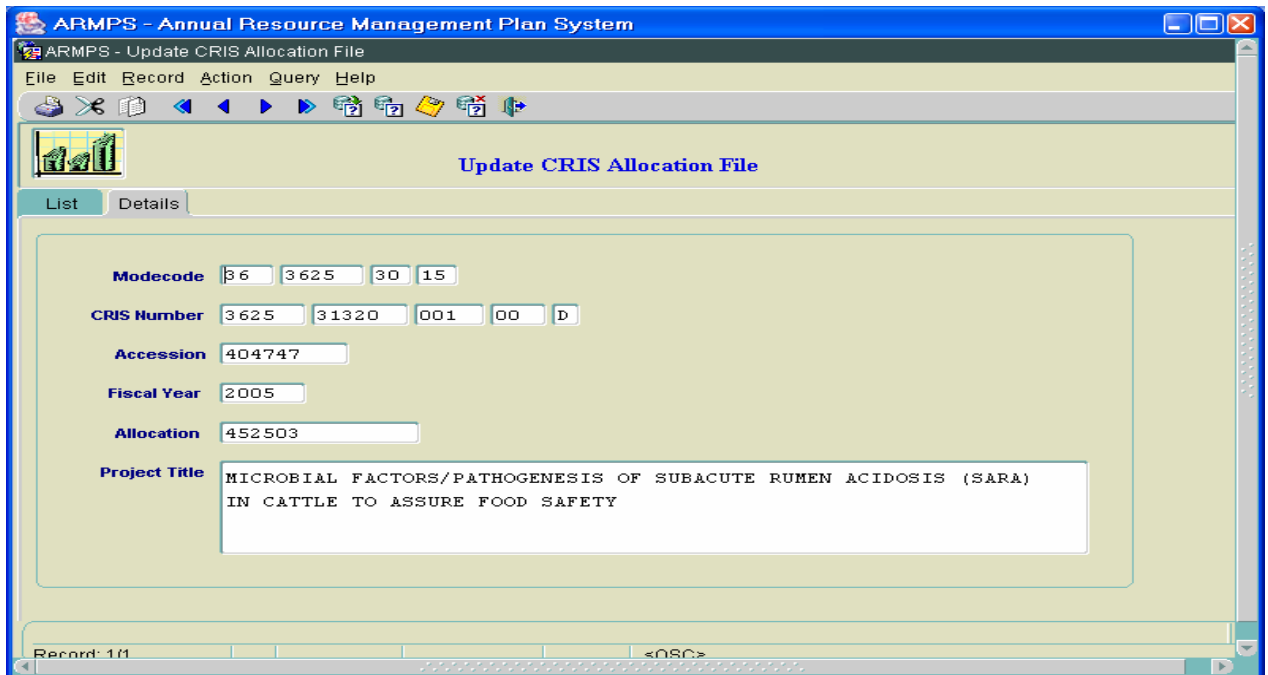 ARMPS - Annual Resource Management Plan System
ARMPS - Update CRIS Allocation File
File Edit Record Action Query Help
Update CRIS Allocation File
List Details
Modecode 36 3625 30 15
CRIS Number 3625 31320 001 00 D
Accession 404747
Fiscal Year 2005
Allocation 452503
Project Title MICROBIAL FACTORS/PATHOGENESIS OF SUBACUTE RUMEN ACIDOSIS (SARA)
IN CATTLE TO ASSURE FOOD SAFETY
Record: 1/1 <OSC>